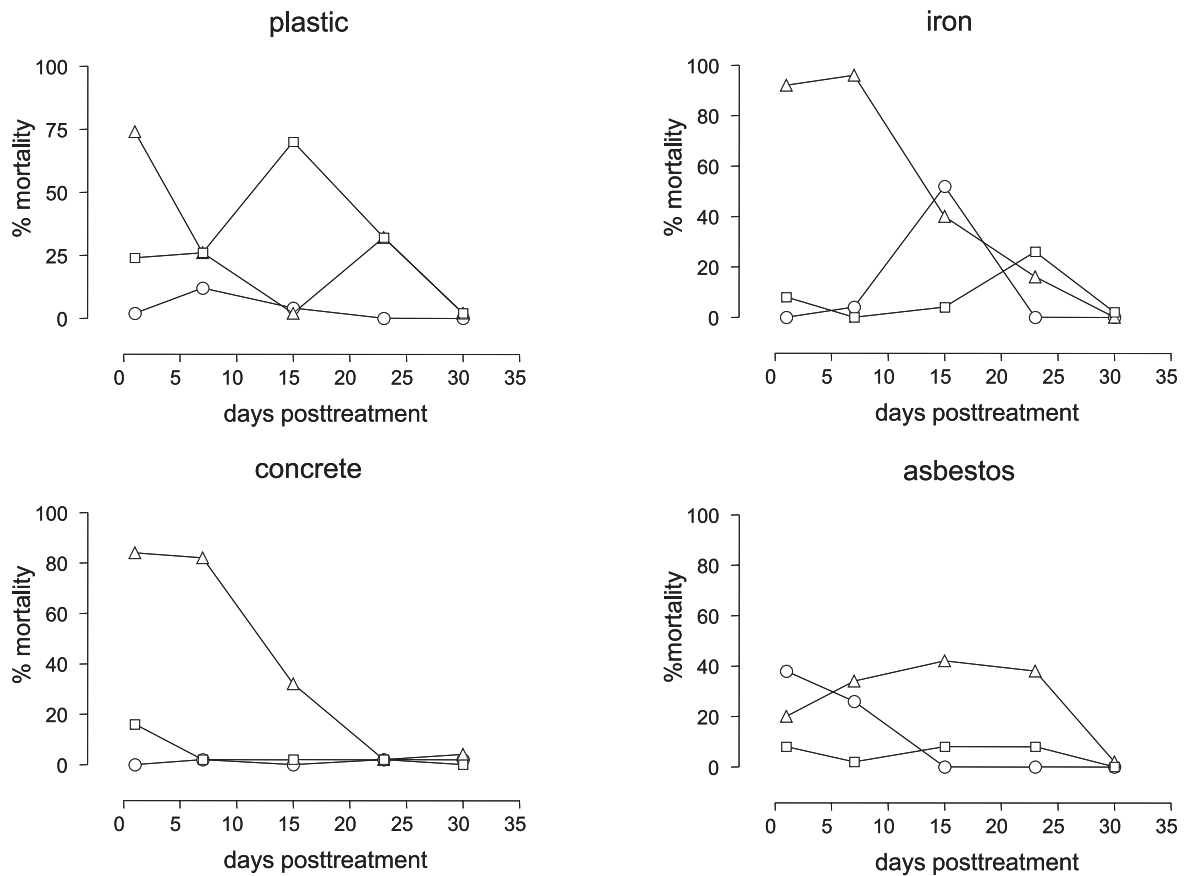 plastic
100
75
50
25
0
% mortality
0 5 10 15 20 25 30 35
days posttreatment
iron
100
80
60
40
20
0
% mortality
0 5 10 15 20 25 30 35
days posttreatment
concrete
100
80
60
40
20
0
% mortality
0 5 10 15 20 25 30 35
days posttreatment
asbestos
100
80
60
40
20
0
%mortality
0 5 10 15 20 25 30 35
days posttreatment